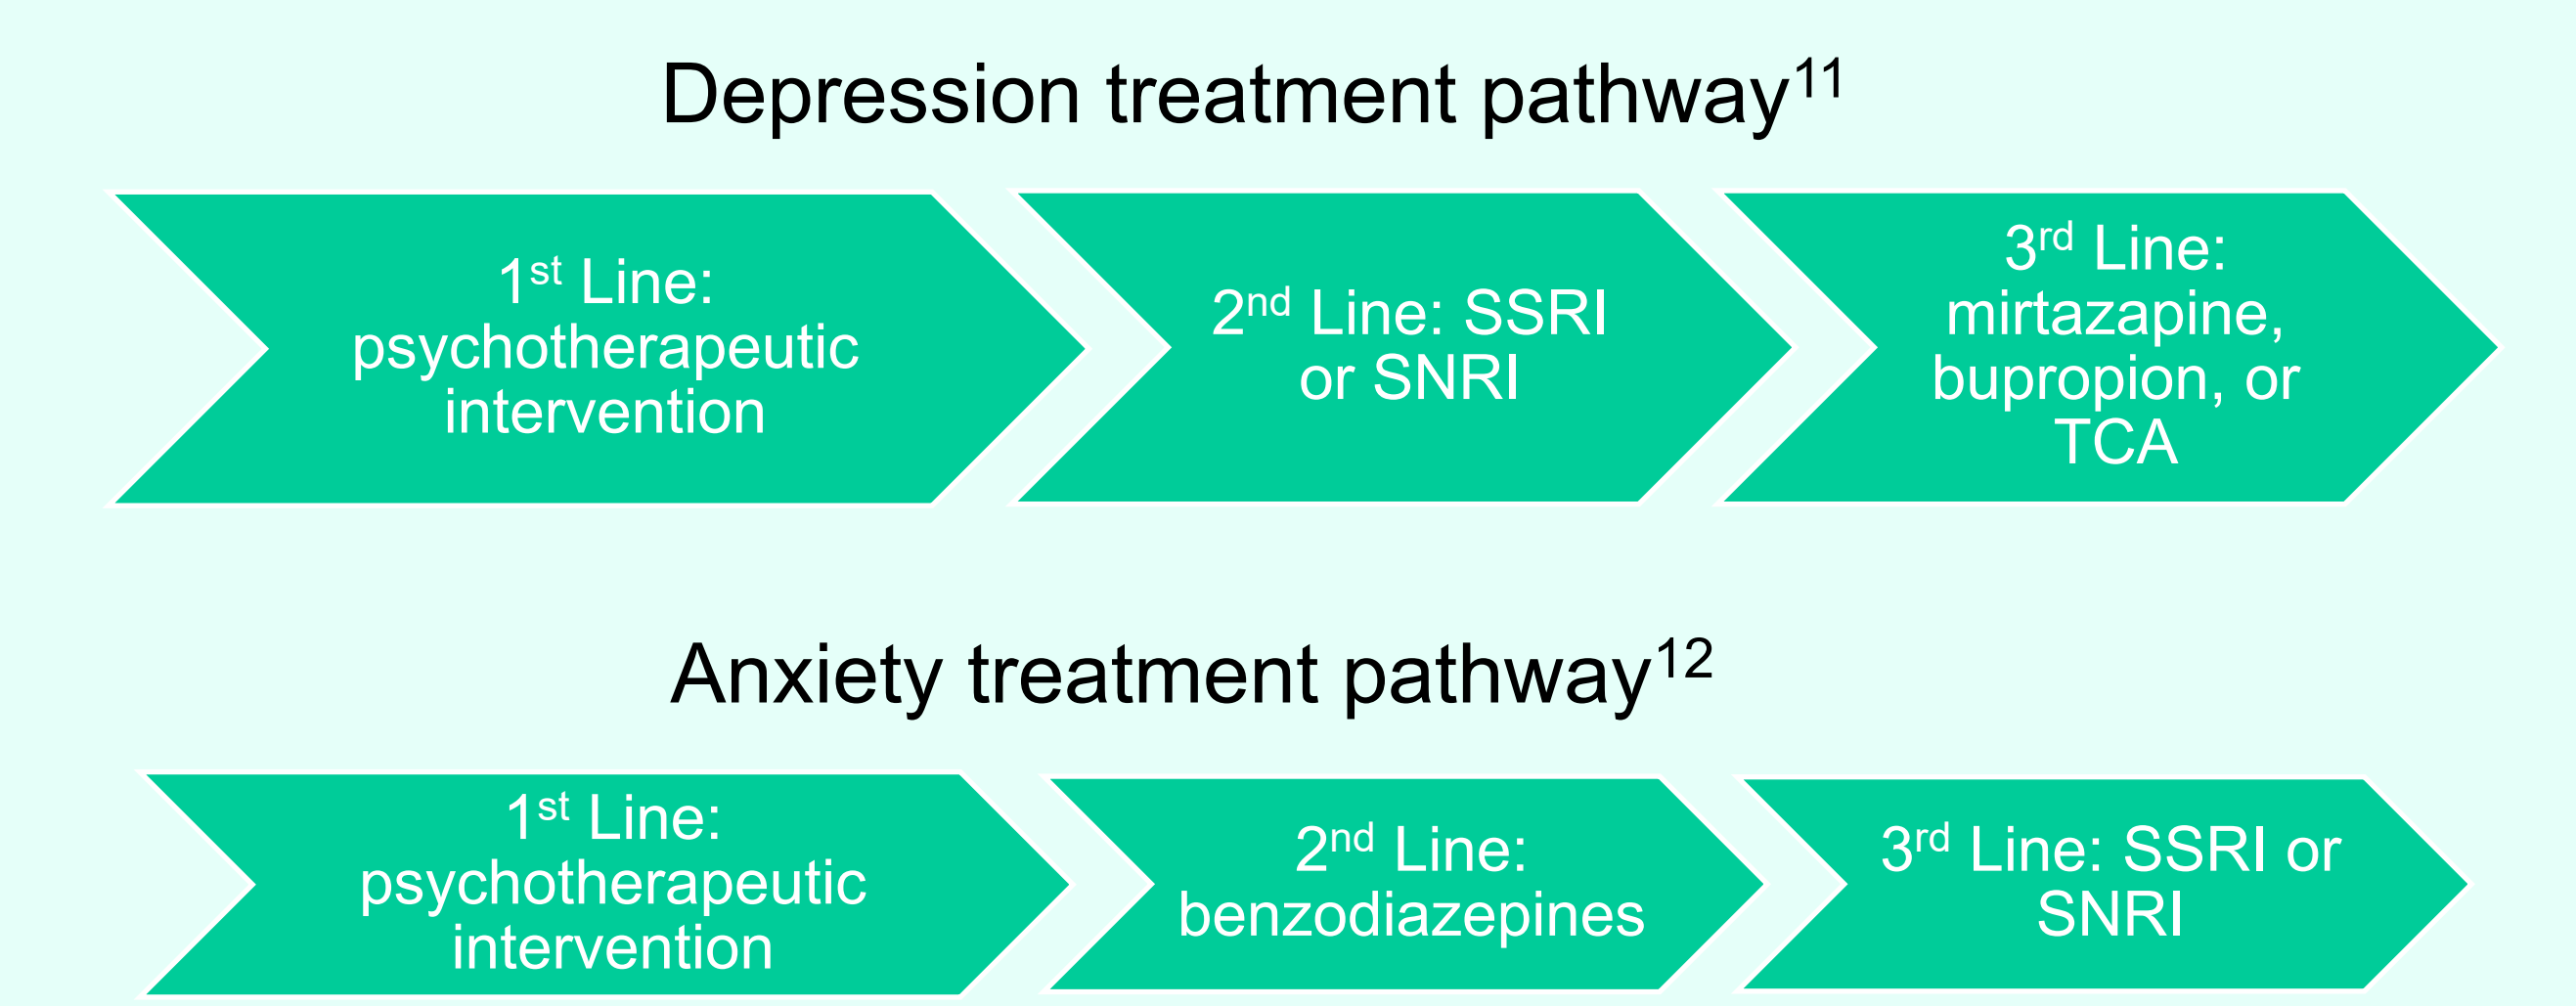 Depression treatment pathway¹¹
1st Line:
psychotherapeutic
intervention
2nd Line: SSRI
or SNRI
3rd Line:
mirtazapine,
bupropion, or
TCA
Anxiety treatment pathway¹²
1st Line:
psychotherapeutic
intervention
2nd Line:
benzodiazepines
3rd Line: SSRI or
SNRI